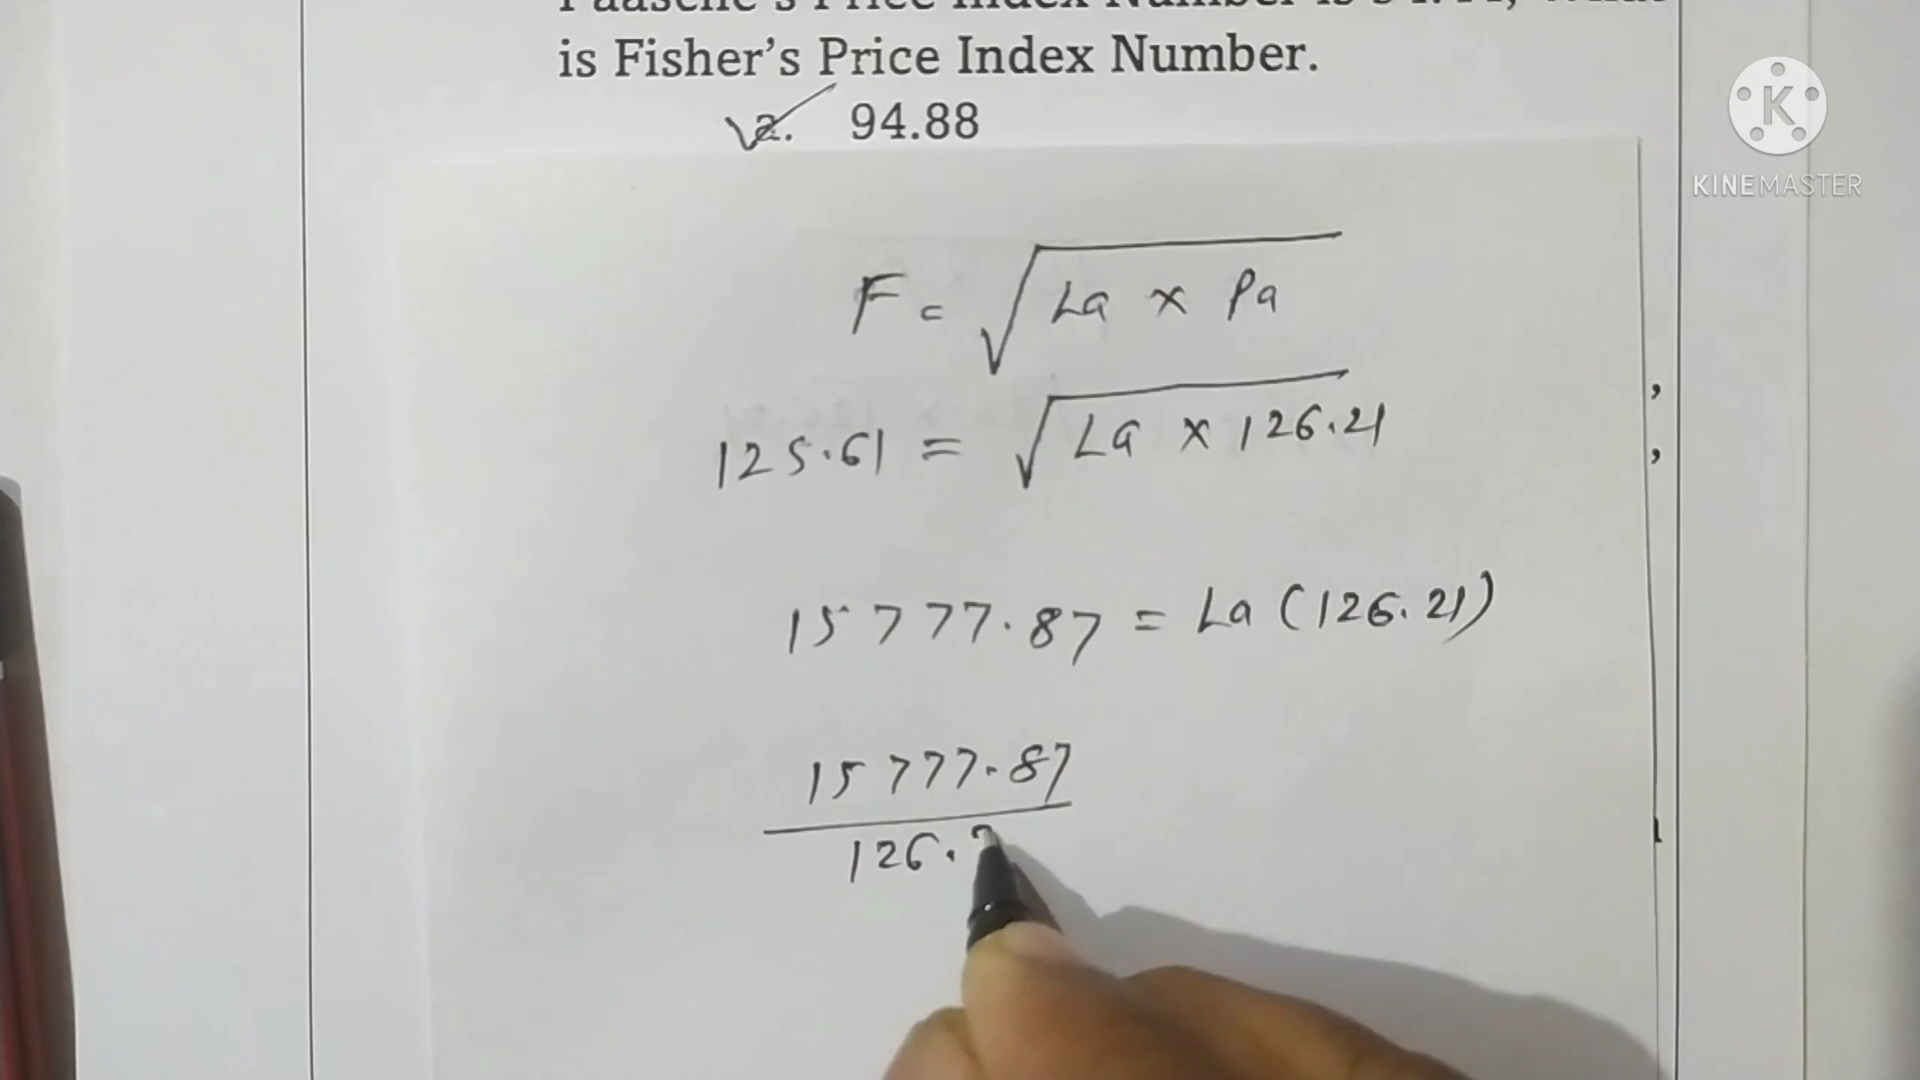 is Fisher's Price Index Number.
a. 94.88
KINEMASTER
F = √La × Pa
125.61 = √La × 126.21
15777.87 = La (126.21)
15777.87
126.2